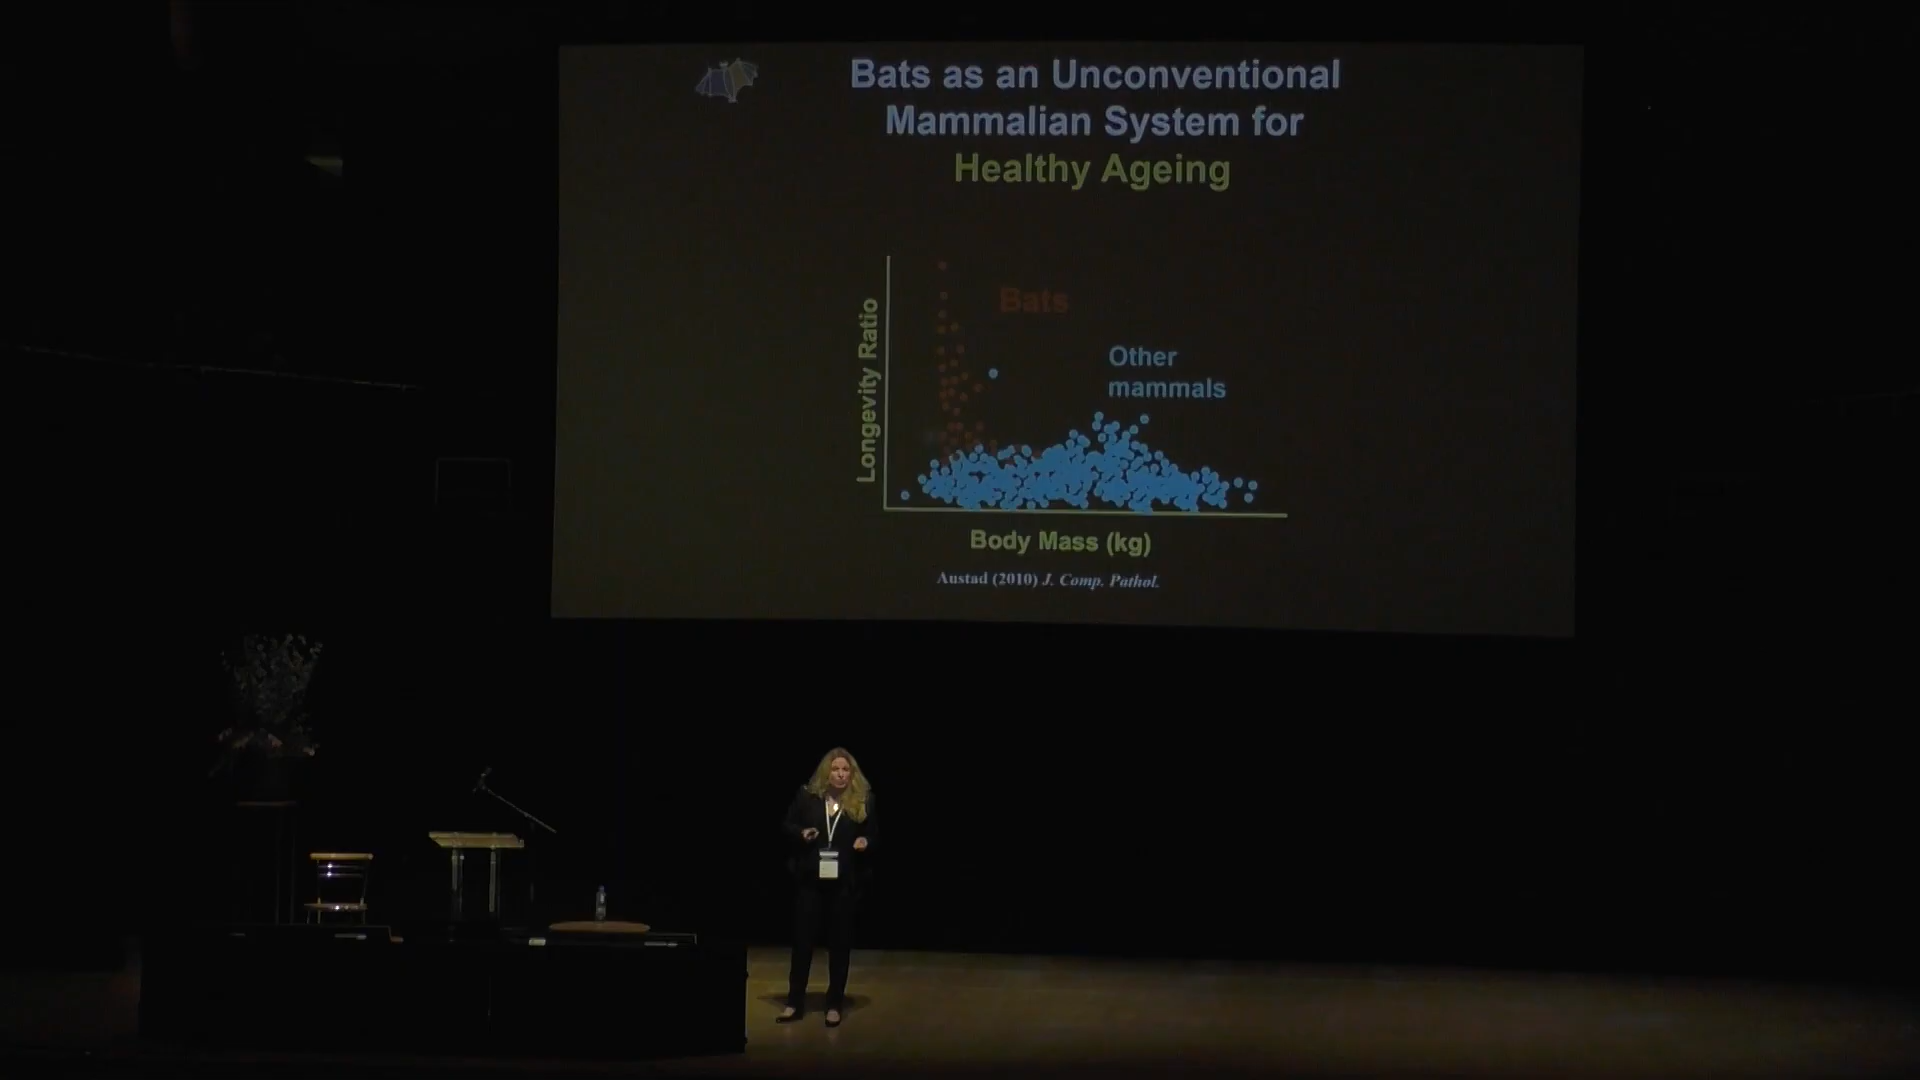 Bats as an Unconventional
Mammalian System for
Healthy Ageing
Longevity Ratio
Bats
Other
mammals
Body Mass (kg)
Austad (2010) J. Comp. Pathol.